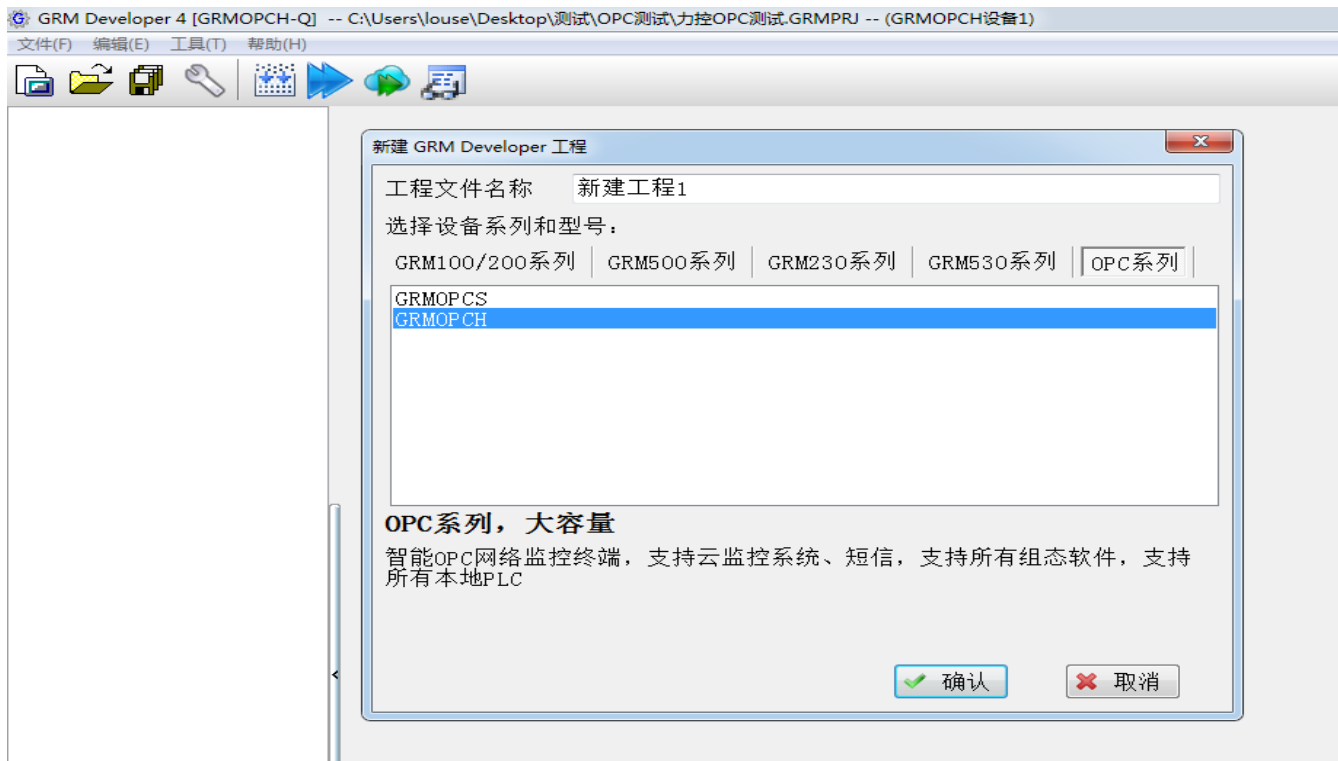 GRM Developer 4 [GRMOPCH-Q] -- C:\Users\louse\Desktop\测试\OPC测试\力控OPC测试.GRMPRJ -- (GRMOPCH设备1)
文件(F) 编辑(E) 工具(T) 帮助(H)
新建 GRM Developer 工程
工程文件名称 新建工程1
选择设备系列和型号:
GRM100/200系列 GRM500系列 GRM230系列 GRM530系列 OPC系列
GRMOPCS
GRMOPCH
OPC系列，大容量
智能OPC网络监控终端，支持云监控系统、短信，支持所有组态软件，支持
所有本地PLC
确认 取消